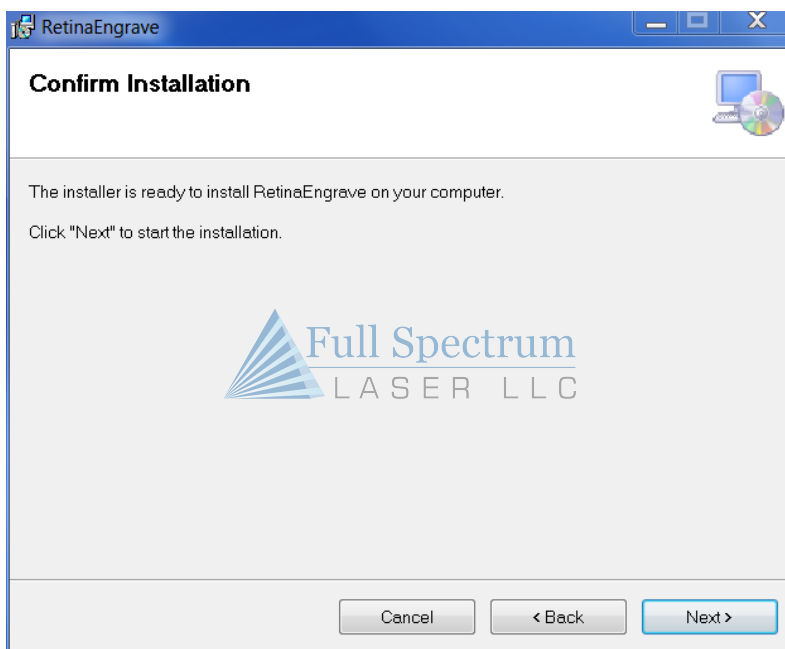 RetinaEngrave
Confirm Installation
The installer is ready to install RetinaEngrave on your computer.
Click "Next" to start the installation.
Full Spectrum
LASER LLC
Cancel
< Back
Next >